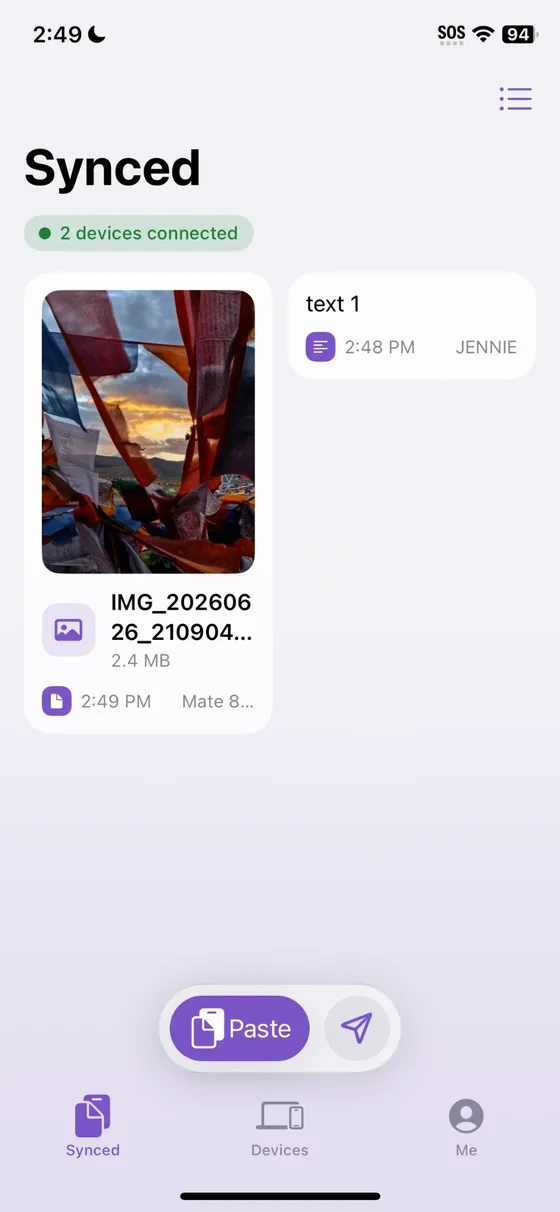 2:49
SOS
94
Synced
2 devices connected
IMG_202606
26_210904...
2.4 MB
2:49 PM
Mate 8...
text 1
2:48 PM
JENNIE
Paste
Synced
Devices
Me